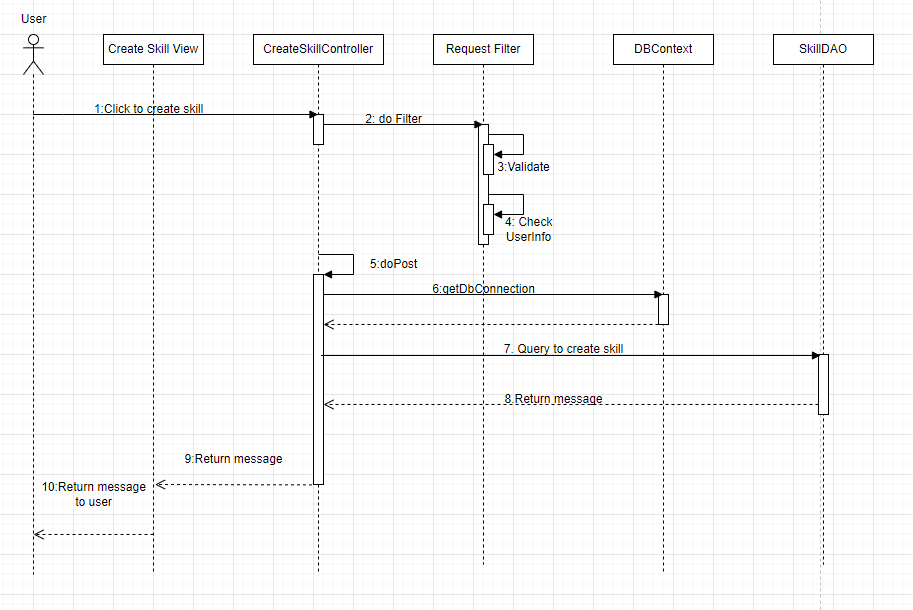 User
Create Skill View
CreateSkillController
Request Filter
DBContext
SkillDAO
1:Click to create skill
2: do Filter
3:Validate
4: Check
UserInfo
5:doPost
6:getDbConnection
7. Query to create skill
8.Return message
9:Return message
10:Return message
to user